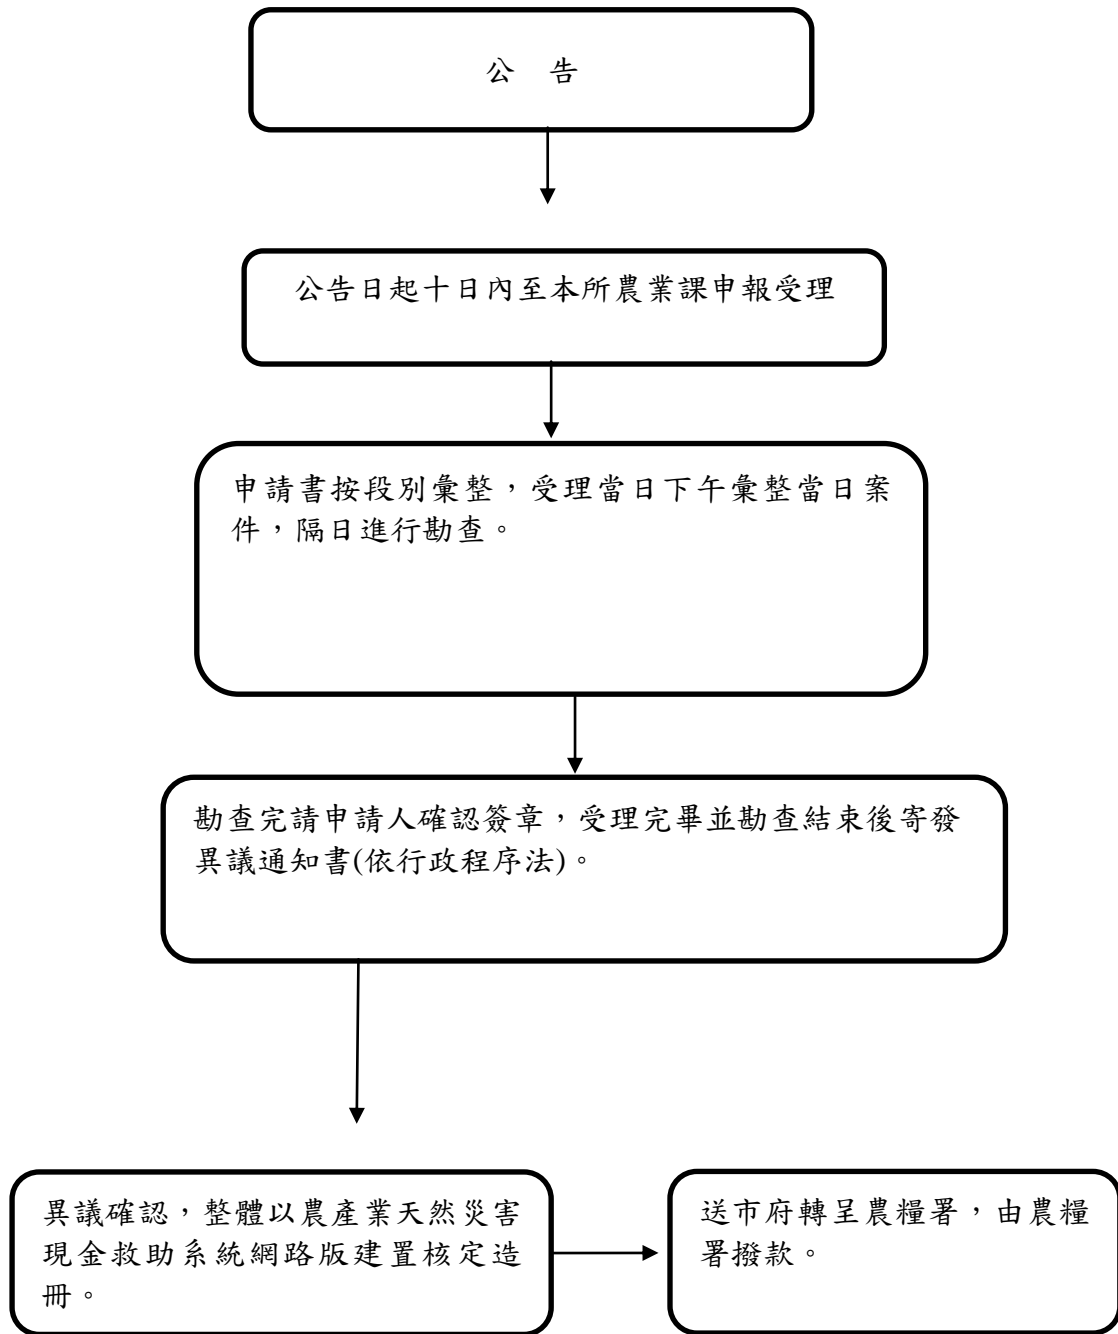 公 告
公告日起十日內至本所農業課申報受理
申請書按段別彙整，受理當日下午彙整當日案
件，隔日進行勘查。
勘查完請申請人確認簽章，受理完畢並勘查結束後寄發
異議通知書(依行政程序法)。
異議確認，整體以農產業天然災害
現金救助系統網路版建置核定造
冊。
送市府轉呈農糧署，由農糧
署撥款。